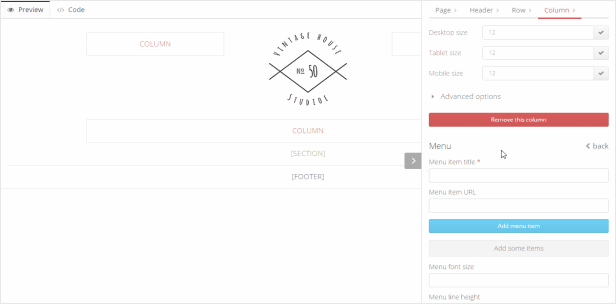 Preview
</> Code
Page
Header
Row
Column
COLUMN
VINTAGE HOUSE
No 50
STUDIOS
COLUMN
[SECTION]
[FOOTER]
Desktop size
12
Tablet size
12
Mobile size
12
Advanced options
Remove this column
Menu
back
Menu item title *
Menu item URL
Add menu item
Add some items
Menu font size
Menu line height